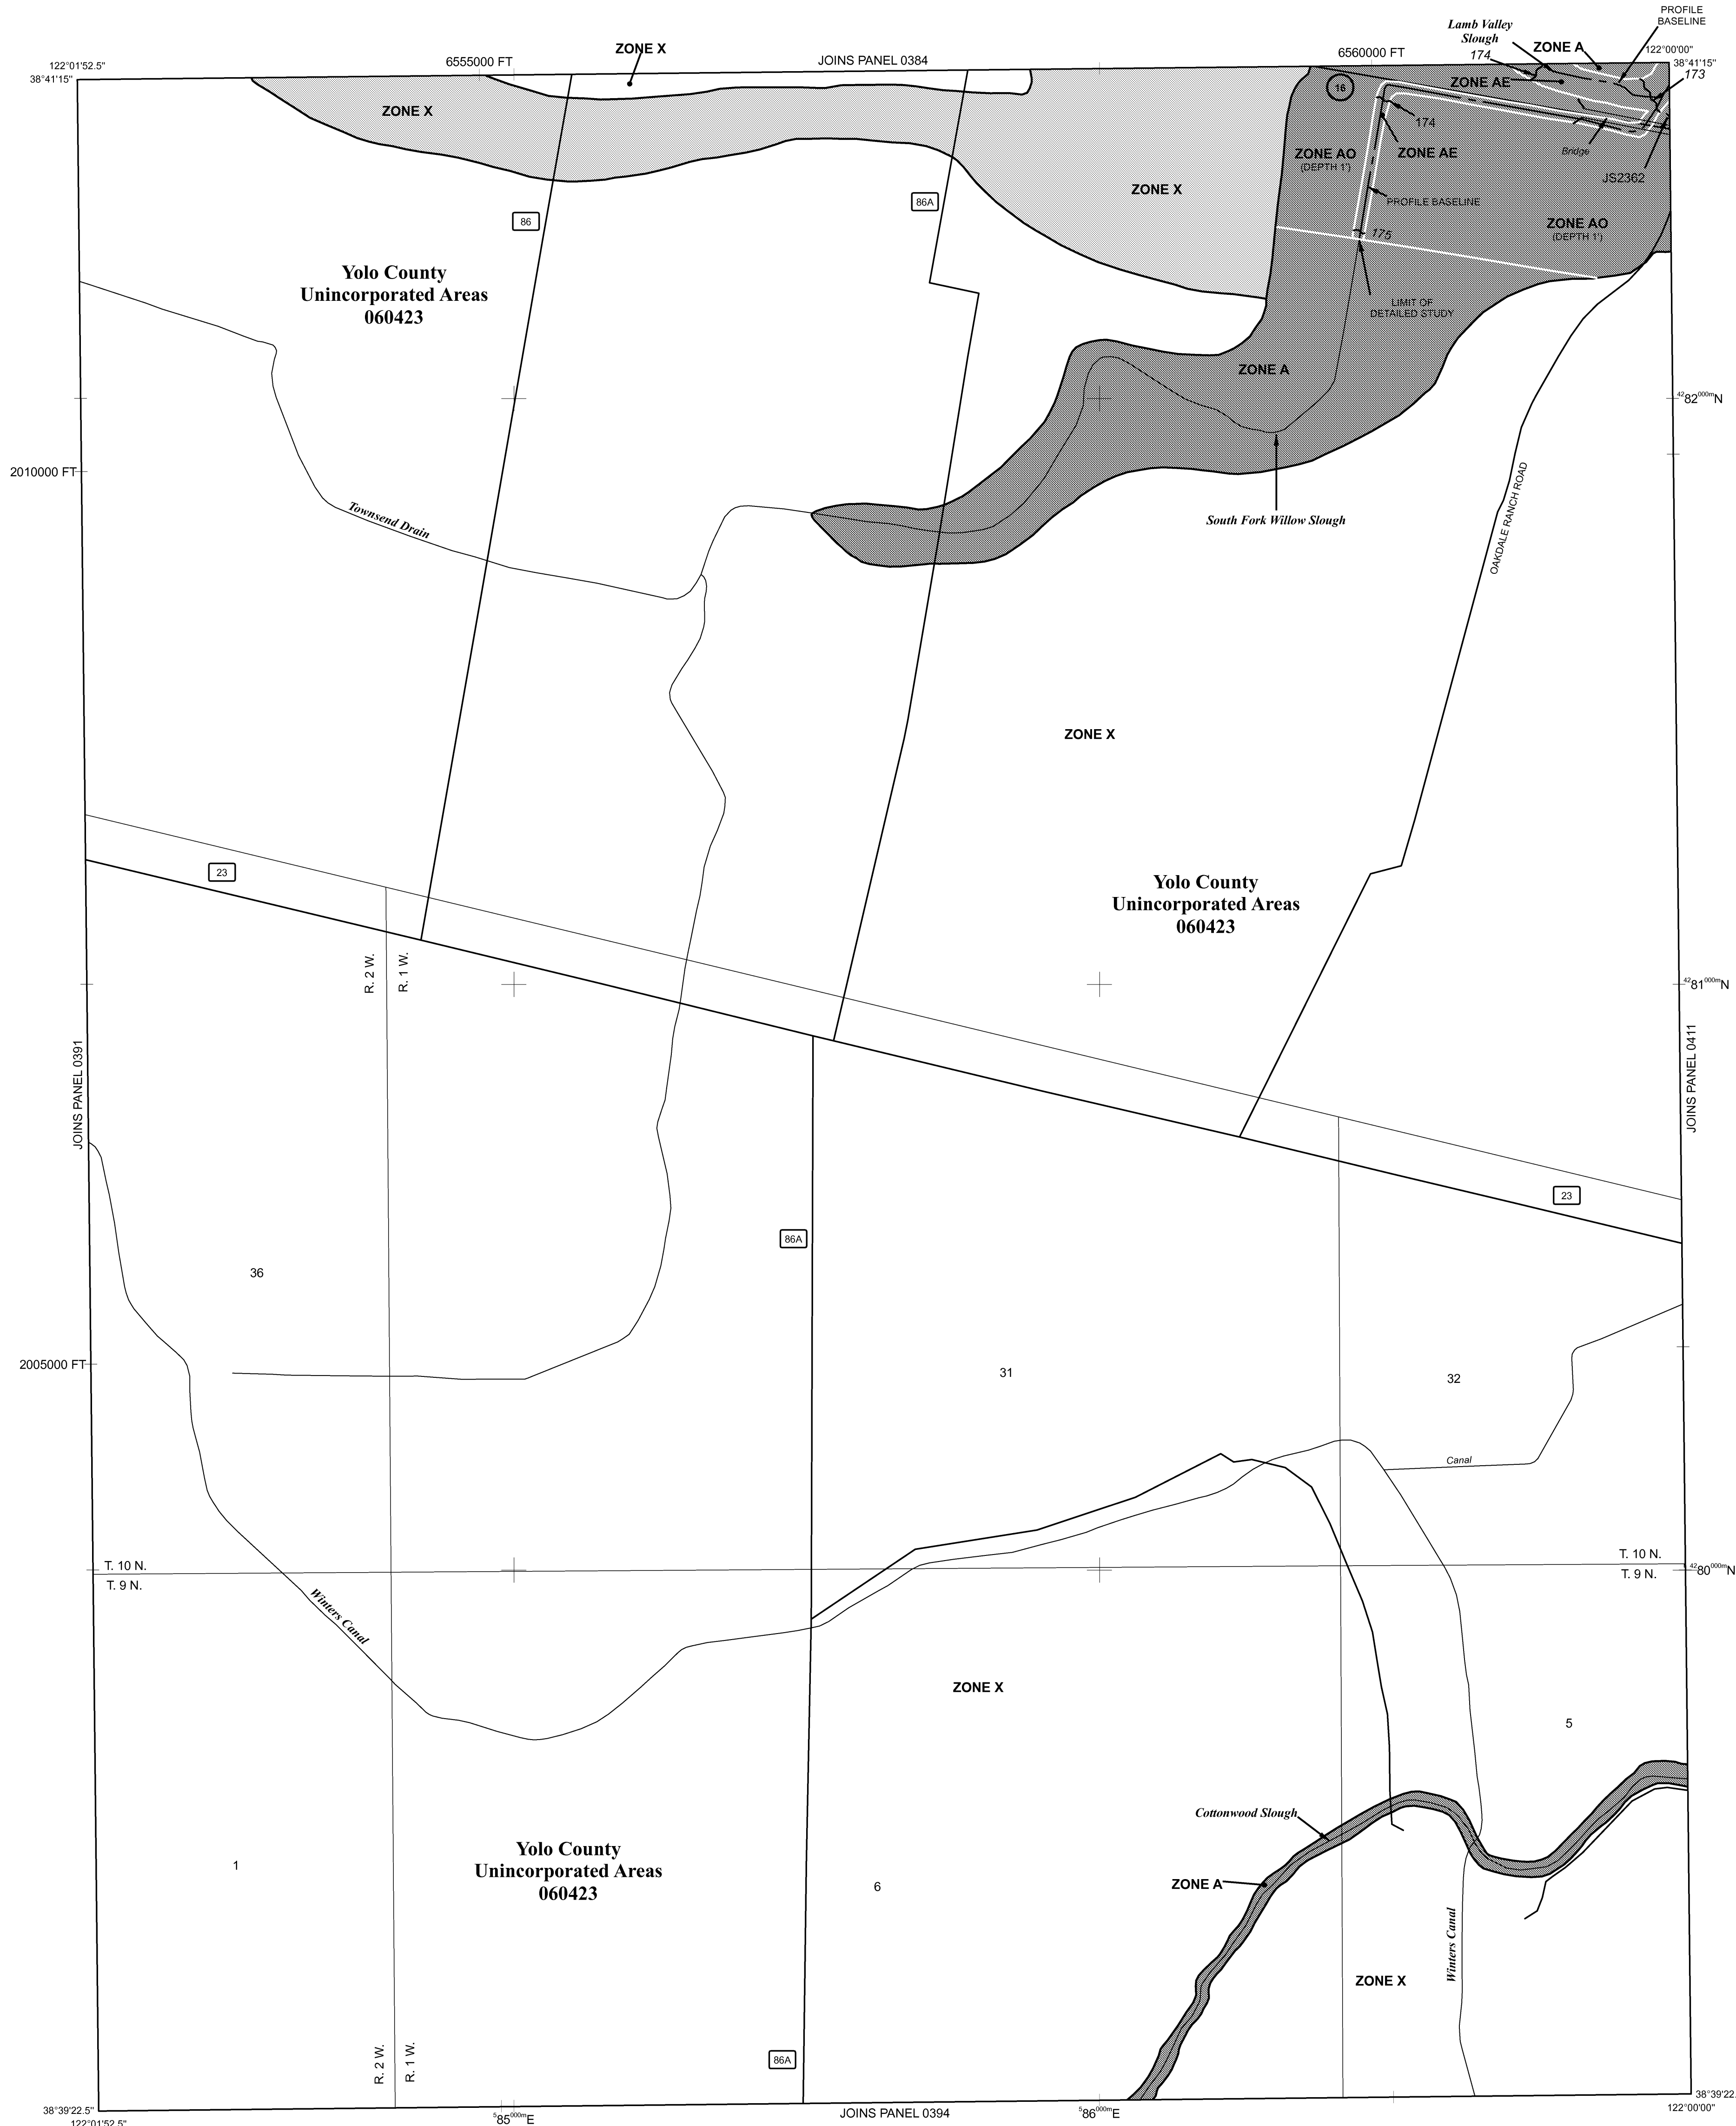 PROFILE
BASELINE
Lamb Valley
Slough
ZONE X
ZONE A
122°00'00"
6560000 FT
JOINS PANEL 0384
6555000 FT
122°01'52.5"
38°41'15"
38°41'15"
174
173
ZONE AE
16
ZONE X
174
ZONE AO
(DEPTH 1')
ZONE AE
Bridge
JS2362
ZONE X
86A
PROFILE BASELINE
86
ZONE AO
(DEPTH 1')
175
Yolo County
Unincorporated Areas
060423
LIMIT OF
DETAILED STUDY
ZONE A
4282000mN
2010000 FT
Townsend Drain
South Fork Willow Slough
OAKDALE RANCH ROAD
ZONE X
23
Yolo County
Unincorporated Areas
060423
R. 2 W.
R. 1 W.
4281000mN
JOINS PANEL 0391
JOINS PANEL 0411
23
86A
36
2005000 FT
31
32
Canal
T. 10 N.
T. 9 N.
T. 10 N.
T. 9 N.
4280000mN
Winters Canal
ZONE X
5
Cottonwood Slough
Yolo County
Unincorporated Areas
060423
1
6
ZONE A
Winters Canal
ZONE X
R. 2 W.
R. 1 W.
86A
38°39'22.5"
122°01'52.5"
585000mE
JOINS PANEL 0394
586000mE
38°39'22.
122°00'00"